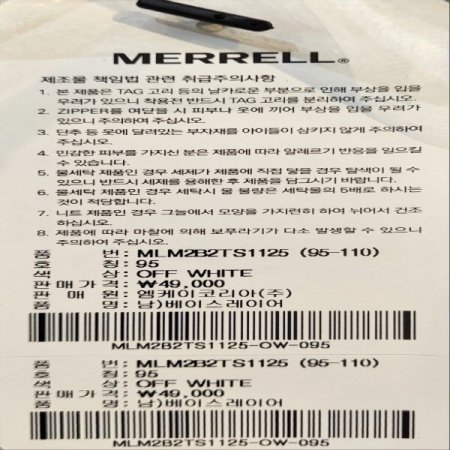 MERRELL®
제조물 책임법 관련 취급주의사항
1. 본 제품은 TAG 고리 등의 날카로운 부분으로 인해 부상을 입을
우려가 있으니 착용전 반드시 TAG 고리를 분리하여 주십시오.
2. ZIPPER를 여닫을 시 피부나 옷에 끼어 부상을 입을 우려가
있으니 주의하여 주십시오.
3. 단추 등 옷에 달려있는 부자재를 아이들이 삼키지 않게 주의하여
주십시오.
4. 민감한 피부를 가지신 분은 제품에 따라 알레르기 반응을 일으킬
수 있습니다.
5. 물세탁 제품인 경우 세제가 제품에 직접 닿을 경우 탈색이 될 수
있으니 반드시 세제를 용해한 후 제품을 담그시기 바랍니다.
6. 물세탁 제품인 경우 세탁시 물 불량은 세탁물의 5배로 하시는
것이 적당합니다.
7. 니트 제품인 경우 그늘에서 모양을 가지런히 하여 뉘어서 건조
하십시오.
8. 제품에 따라 마찰에 의해 보푸라기가 다소 발생할 수 있으니
주의하여 주십시오.
품 번: MLM2B2TS1125 (95-110)
호 칭: 95
색 상: OFF WHITE
판 매 가 격: ₩49,000
판 매 원: 엠케이코리아(주)
품 명: 남)베이스레이어
MLM2B2TS1125-OW-095
품 번: MLM2B2TS1125 (95-110)
호 칭: 95
색 상: OFF WHITE
판 매 가 격: ₩49,000
품 명: 남)베이스레이어
MLM2B2TS1125-OW-095